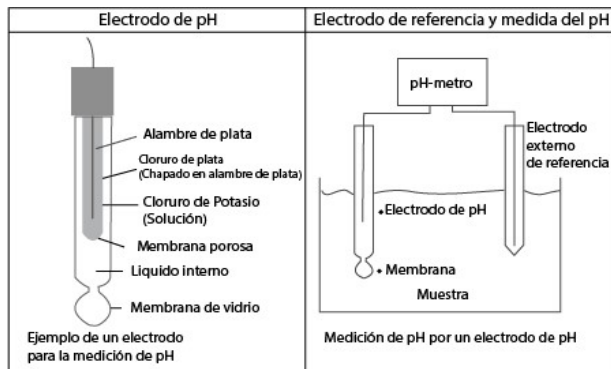 Electrodo de pH
Alambre de plata
Cloruro de plata
(Chapado en alambre de plata)
Cloruro de Potasio
(Solución)
Membrana porosa
Liquido interno
Membrana de vidrio
Ejemplo de un electrodo
para la medición de pH
Electrodo de referencia y medida del pH
pH-metro
Electrodo
externo
de referencia
Electrodo de pH
Membrana
Muestra
Medición de pH por un electrodo de pH